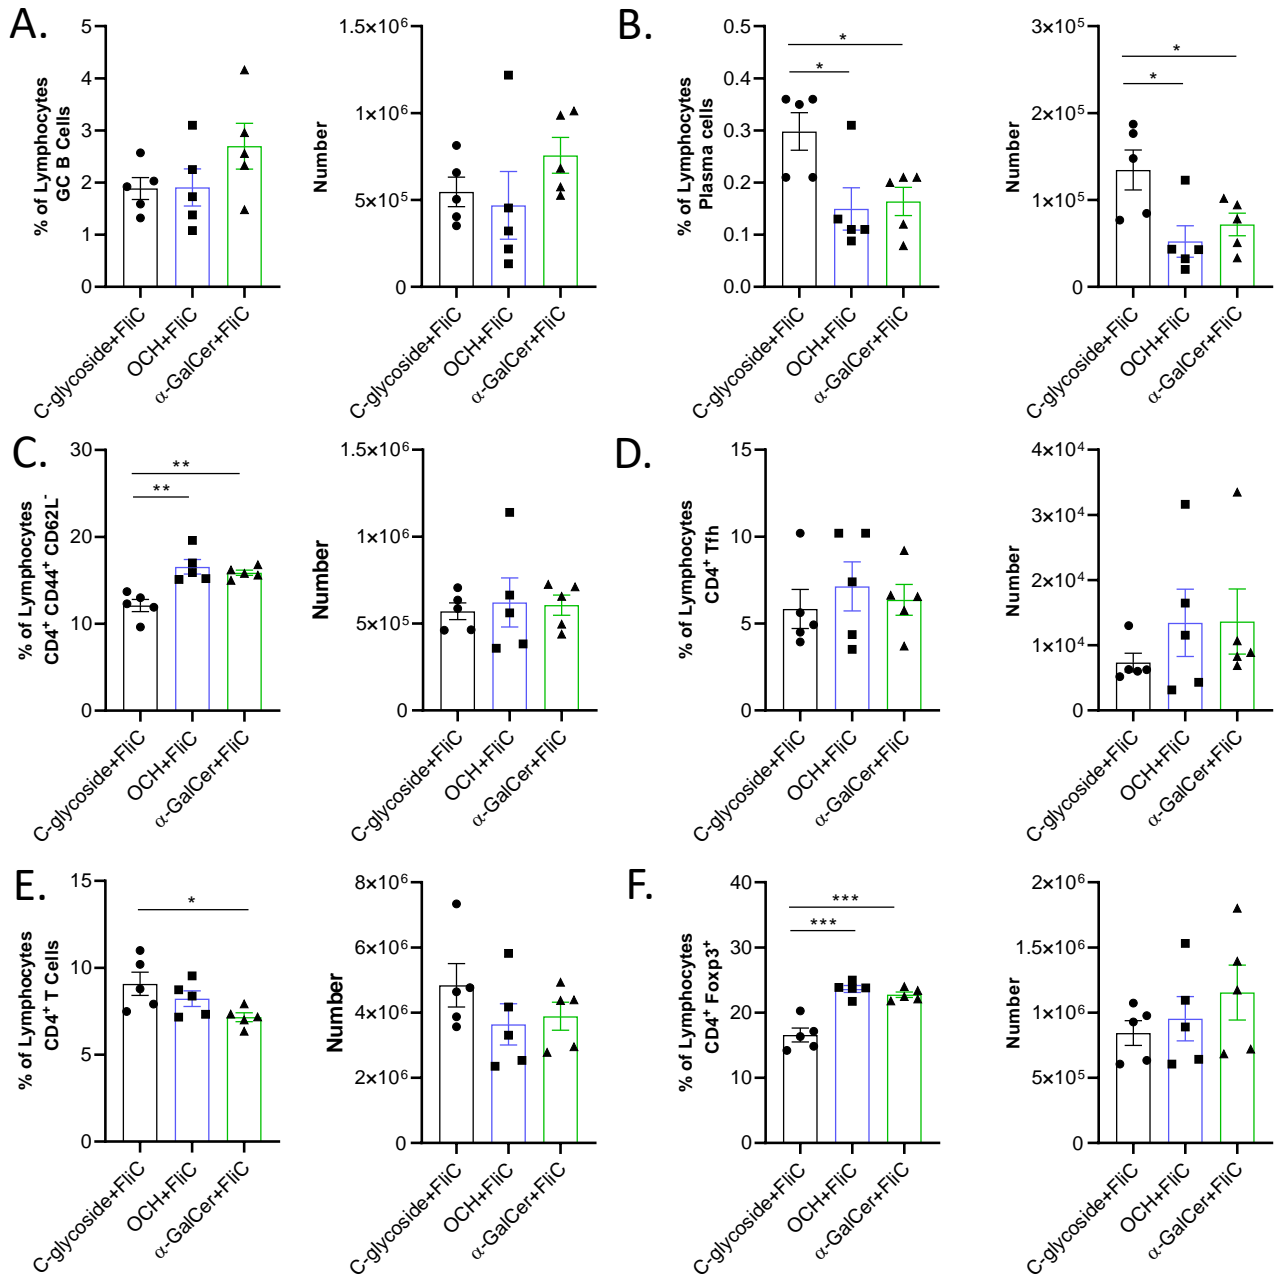 A.
% of Lymphocytes
GC B Cells
5
4
3
2
1
0
C-glycoside+FliC
OCH+FliC
α-GalCer+FliC
Number
1.5×10⁶
1×10⁶
5×10⁵
0
C-glycoside+FliC
OCH+FliC
α-GalCer+FliC
B.
% of Lymphocytes
Plasma cells
0.5
0.4
0.3
0.2
0.1
0.0
*
*
C-glycoside+FliC
OCH+FliC
α-GalCer+FliC
Number
3×10⁵
2×10⁵
1×10⁵
0
*
*
C-glycoside+FliC
OCH+FliC
α-GalCer+FliC
C.
% of Lymphocytes
CD4⁺ CD44⁺ CD62L⁻
30
20
10
0
**
**
C-glycoside+FliC
OCH+FliC
α-GalCer+FliC
Number
1.5×10⁶
1×10⁶
5×10⁵
0
C-glycoside+FliC
OCH+FliC
α-GalCer+FliC
D.
% of Lymphocytes
CD4⁺ Tfh
15
10
5
0
C-glycoside+FliC
OCH+FliC
α-GalCer+FliC
Number
4×10⁴
3×10⁴
2×10⁴
1×10⁴
0
C-glycoside+FliC
OCH+FliC
α-GalCer+FliC
E.
% of Lymphocytes
CD4⁺ T Cells
15
10
5
0
*
C-glycoside+FliC
OCH+FliC
α-GalCer+FliC
Number
8×10⁶
6×10⁶
4×10⁶
2×10⁶
0
C-glycoside+FliC
OCH+FliC
α-GalCer+FliC
F.
% of Lymphocytes
CD4⁺ Foxp3⁺
40
30
20
10
0
***
***
C-glycoside+FliC
OCH+FliC
α-GalCer+FliC
Number
2×10⁶
1.5×10⁶
1×10⁶
5×10⁵
0
C-glycoside+FliC
OCH+FliC
α-GalCer+FliC